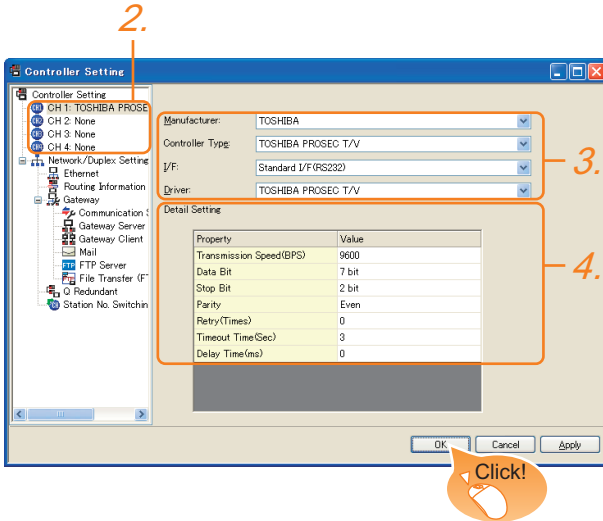 2.
Controller Setting
Controller Setting
CH 1: TOSHIBA PROSE
CH 2: None
CH 3: None
CH 4: None
Network/Duplex Setting
Ethernet
Routing Information
Gateway
Communication S
Gateway Server
Gateway Client
Mail
FTP
FTP Server
File Transfer (F
Q Redundant
Station No. Switchin
Manufacturer: TOSHIBA
Controller Type: TOSHIBA PROSEC T/V
I/F: Standard I/F(RS232)
Driver: TOSHIBA PROSEC T/V
3.
Detail Setting
Property Value
Transmission Speed(BPS) 9600
Data Bit 7 bit
Stop Bit 2 bit
Parity Even
Retry(Times) 0
Timeout Time(Sec) 3
Delay Time(ms) 0
4.
OK Cancel Apply
Click!